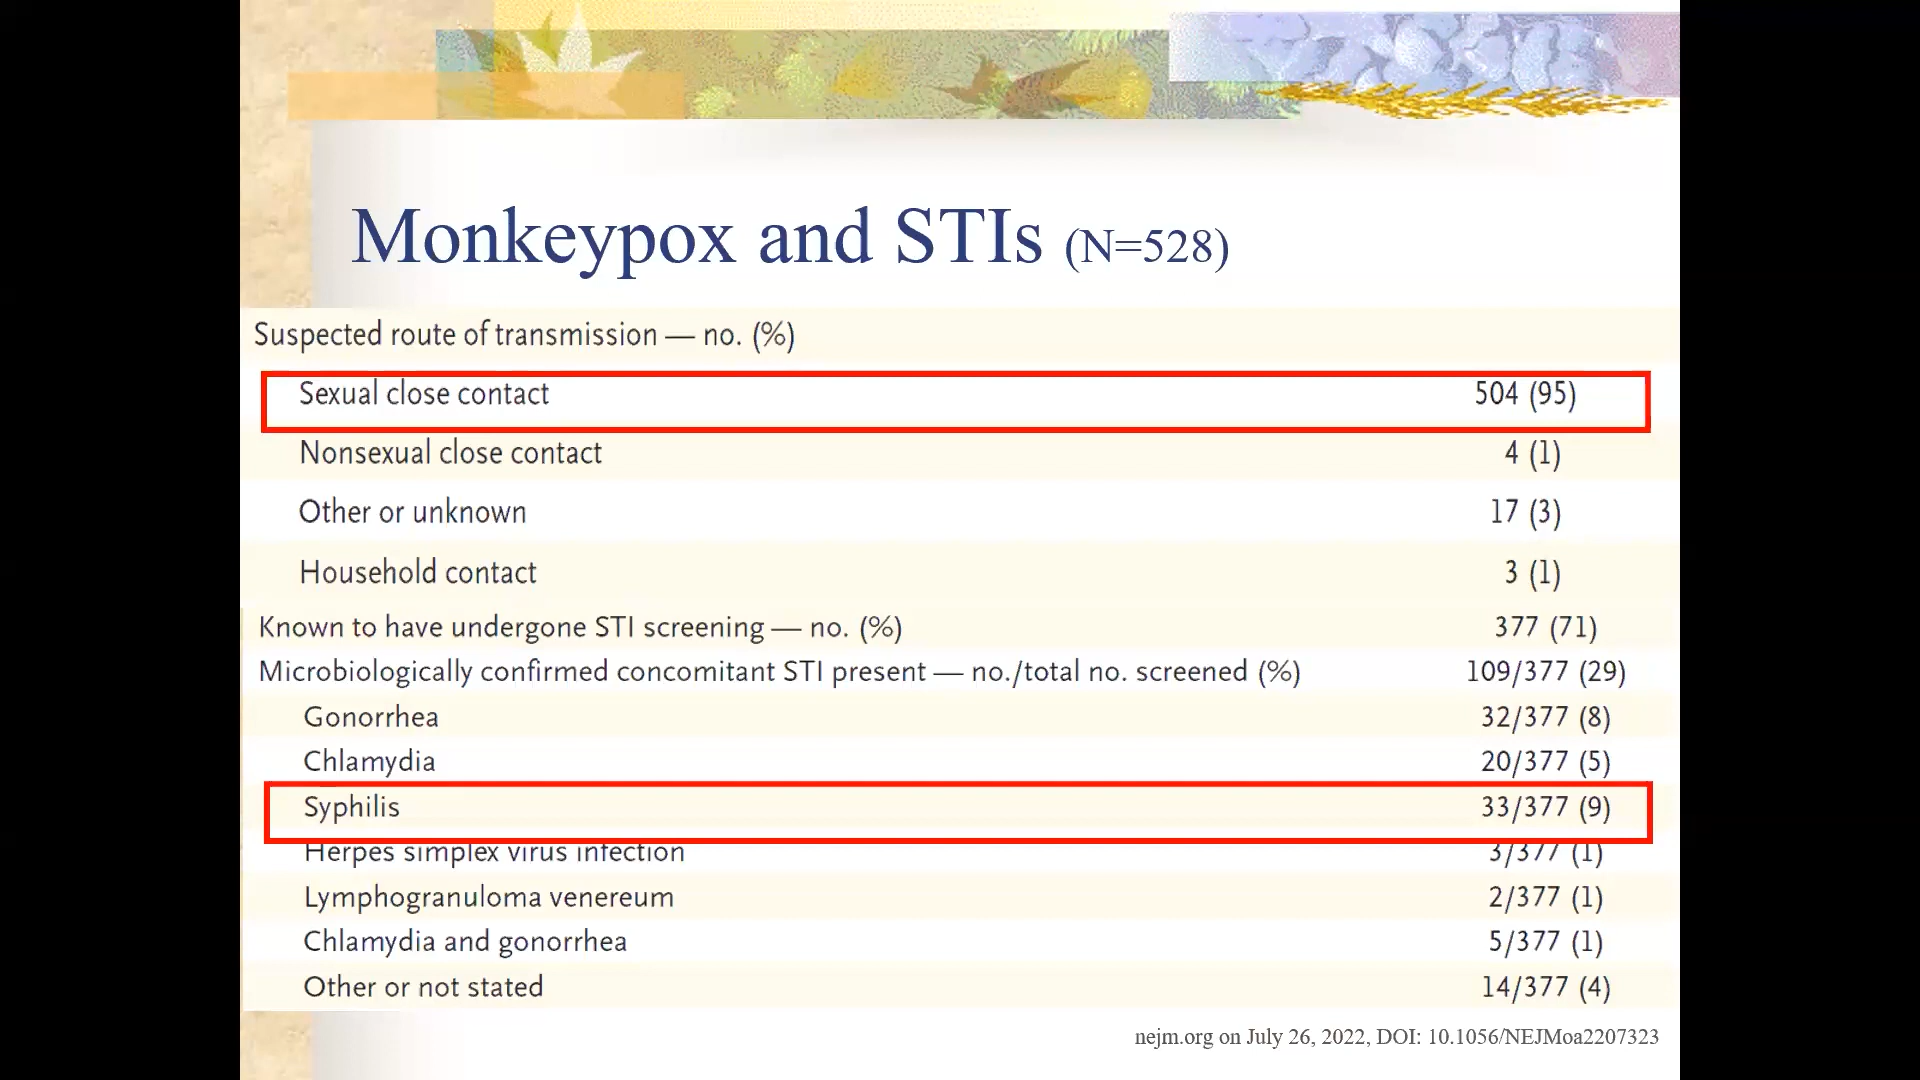 Monkeypox and STIs (N=528)
Suspected route of transmission — no. (%)
Sexual close contact 504 (95)
Nonsexual close contact 4 (1)
Other or unknown 17 (3)
Household contact 3 (1)
Known to have undergone STI screening — no. (%) 377 (71)
Microbiologically confirmed concomitant STI present — no./total no. screened (%) 109/377 (29)
Gonorrhea 32/377 (8)
Chlamydia 20/377 (5)
Syphilis 33/377 (9)
Herpes simplex virus infection 3/377 (1)
Lymphogranuloma venereum 2/377 (1)
Chlamydia and gonorrhea 5/377 (1)
Other or not stated 14/377 (4)
nejm.org on July 26, 2022, DOI: 10.1056/NEJMoa2207323